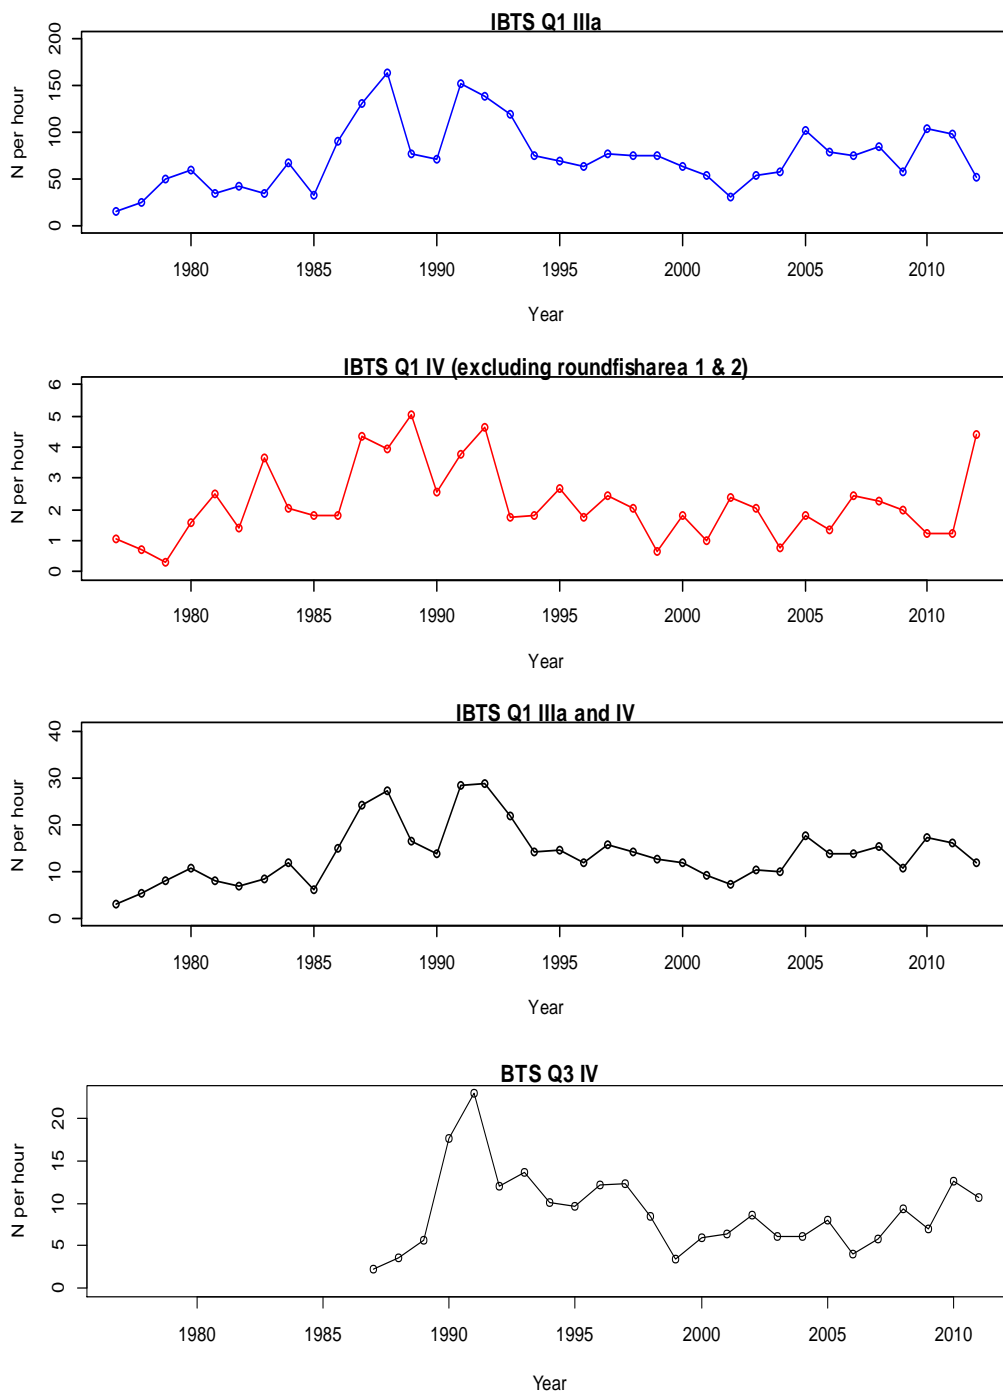 IBTS Q1 IIIa
N per hour
0 50 100 150 200
1980 1985 1990 1995 2000 2005 2010
Year
IBTS Q1 IV (excluding roundfisharea 1 & 2)
N per hour
0 1 2 3 4 5 6
1980 1985 1990 1995 2000 2005 2010
Year
IBTS Q1 IIIa and IV
N per hour
0 10 20 30 40
1980 1985 1990 1995 2000 2005 2010
Year
BTS Q3 IV
N per hour
0 5 10 15 20
1980 1985 1990 1995 2000 2005 2010
Year